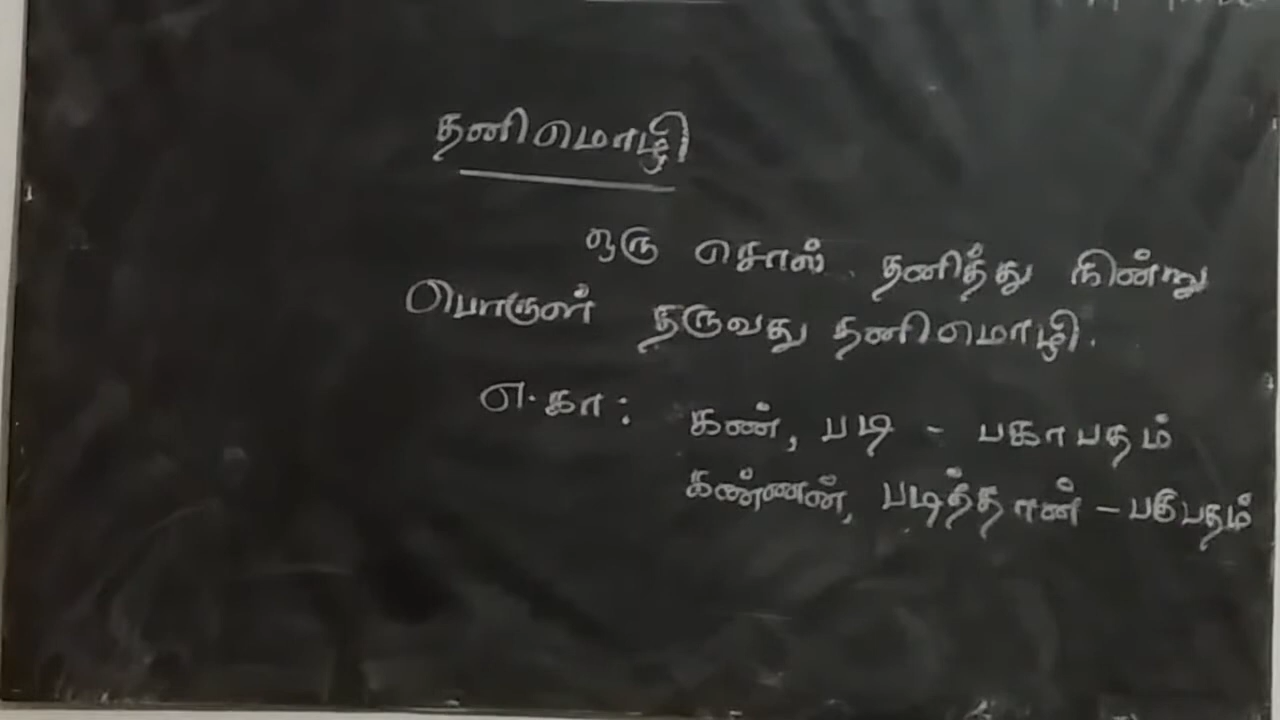 தனிமொழி
ஒரு சொல் தனித்து நின்று
பொருள் தருவது தனிமொழி.
எ.கா : கண், படி - பகாபதம்
கண்ணன், படித்தான் - பகுபதம்